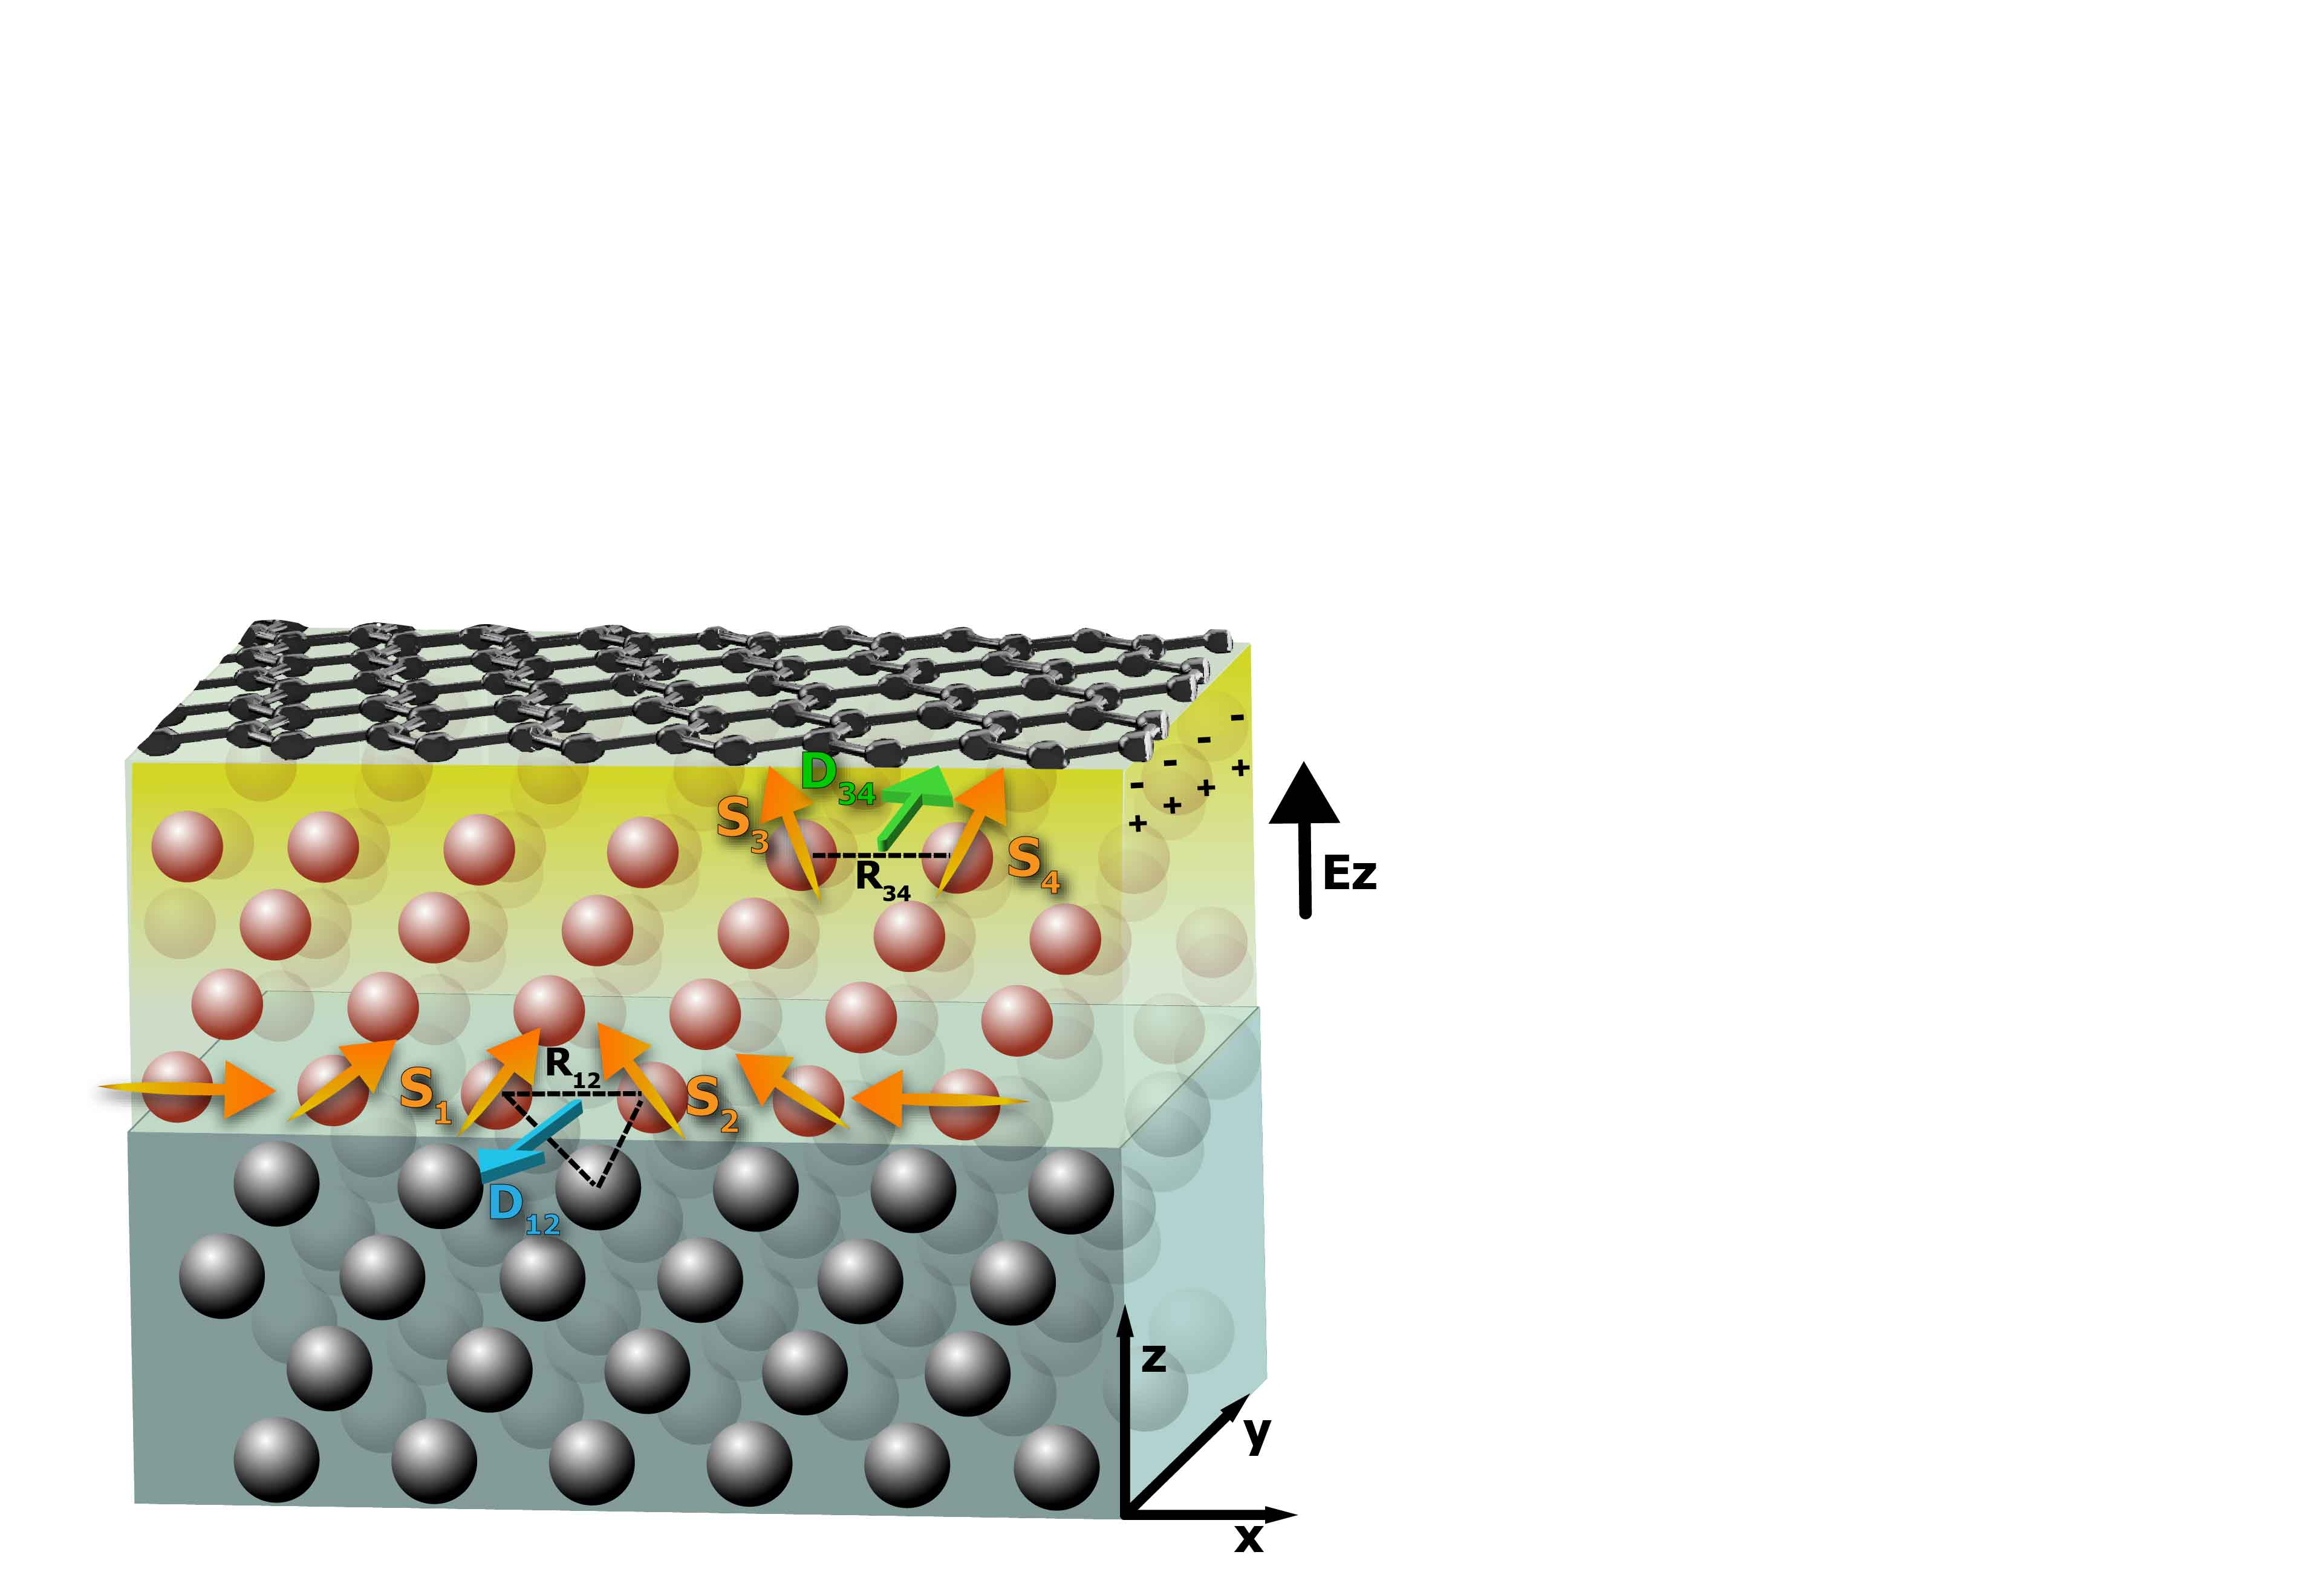 D34
S3
S4
R34
- - - -
+ + + +
Ez
R12
S1
S2
D12
z
y
x